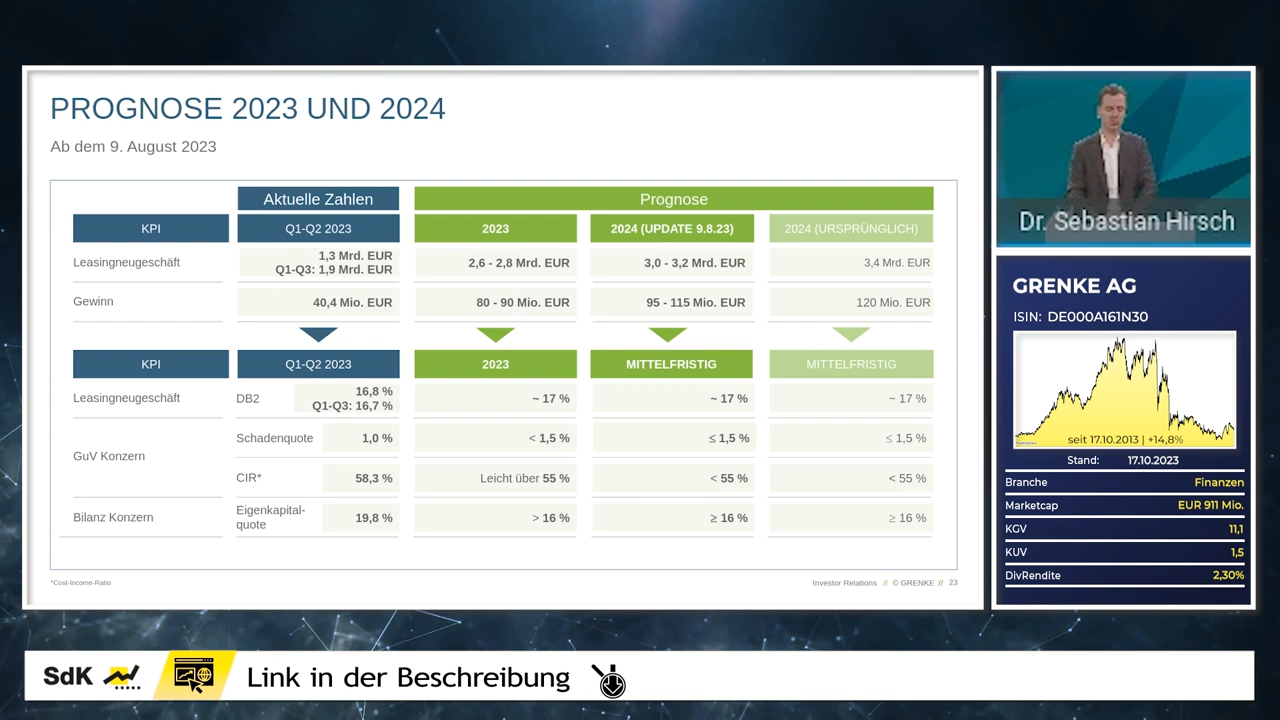 PROGNOSE 2023 UND 2024
Ab dem 9. August 2023
Aktuelle Zahlen
Prognose
KPI
Q1-Q2 2023
2023
2024 (UPDATE 9.8.23)
2024 (URSPRÜNGLICH)
Leasingneugeschäft
1,3 Mrd. EUR
Q1-Q3: 1,9 Mrd. EUR
2,6 - 2,8 Mrd. EUR
3,0 - 3,2 Mrd. EUR
3,4 Mrd. EUR
Gewinn
40,4 Mio. EUR
80 - 90 Mio. EUR
95 - 115 Mio. EUR
120 Mio. EUR
KPI
Q1-Q2 2023
2023
MITTELFRISTIG
MITTELFRISTIG
Leasingneugeschäft
DB2
16,8 %
Q1-Q3: 16,7 %
~ 17 %
~ 17 %
~ 17 %
GuV Konzern
Schadenquote
1,0 %
< 1,5 %
≤ 1,5 %
≤ 1,5 %
CIR*
58,3 %
Leicht über 55 %
< 55 %
< 55 %
Bilanz Konzern
Eigenkapital-
quote
19,8 %
> 16 %
≥ 16 %
≥ 16 %
*Cost-Income-Ratio
Investor Relations // © GRENKE // 23
Dr. Sebastian Hirsch
GRENKE AG
ISIN: DE000A161N30
seit 17.10.2013 | +14,8%
Stand: 17.10.2023
Branche Finanzen
Marketcap EUR 911 Mio.
KGV 11,1
KUV 1,5
DivRendite 2,30%
SdK
Link in der Beschreibung